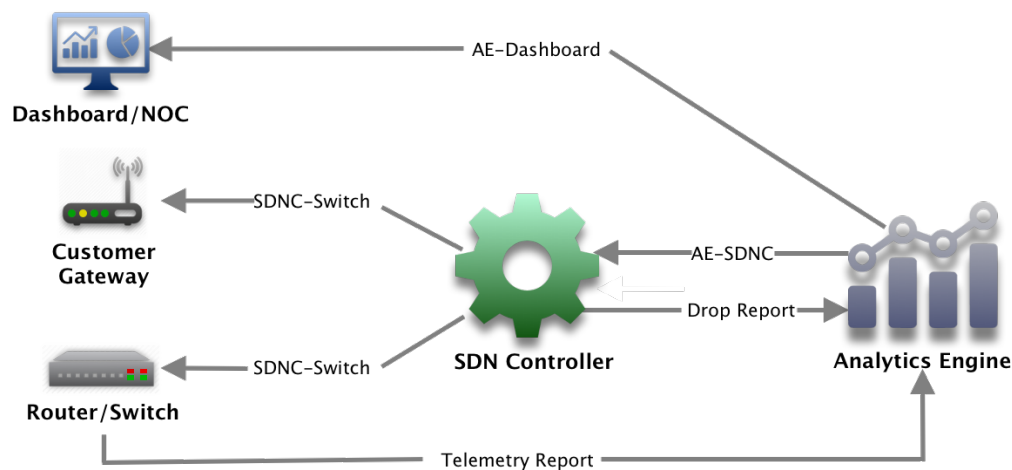 AE-Dashboard
Dashboard/NOC
SDNC-Switch
Customer
Gateway
AE-SDNC
Drop Report
SDN Controller
Analytics Engine
SDNC-Switch
Router/Switch
Telemetry Report